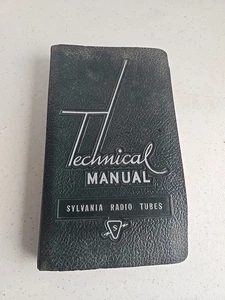 Technical
MANUAL
SYLVANIA RADIO TUBES
S